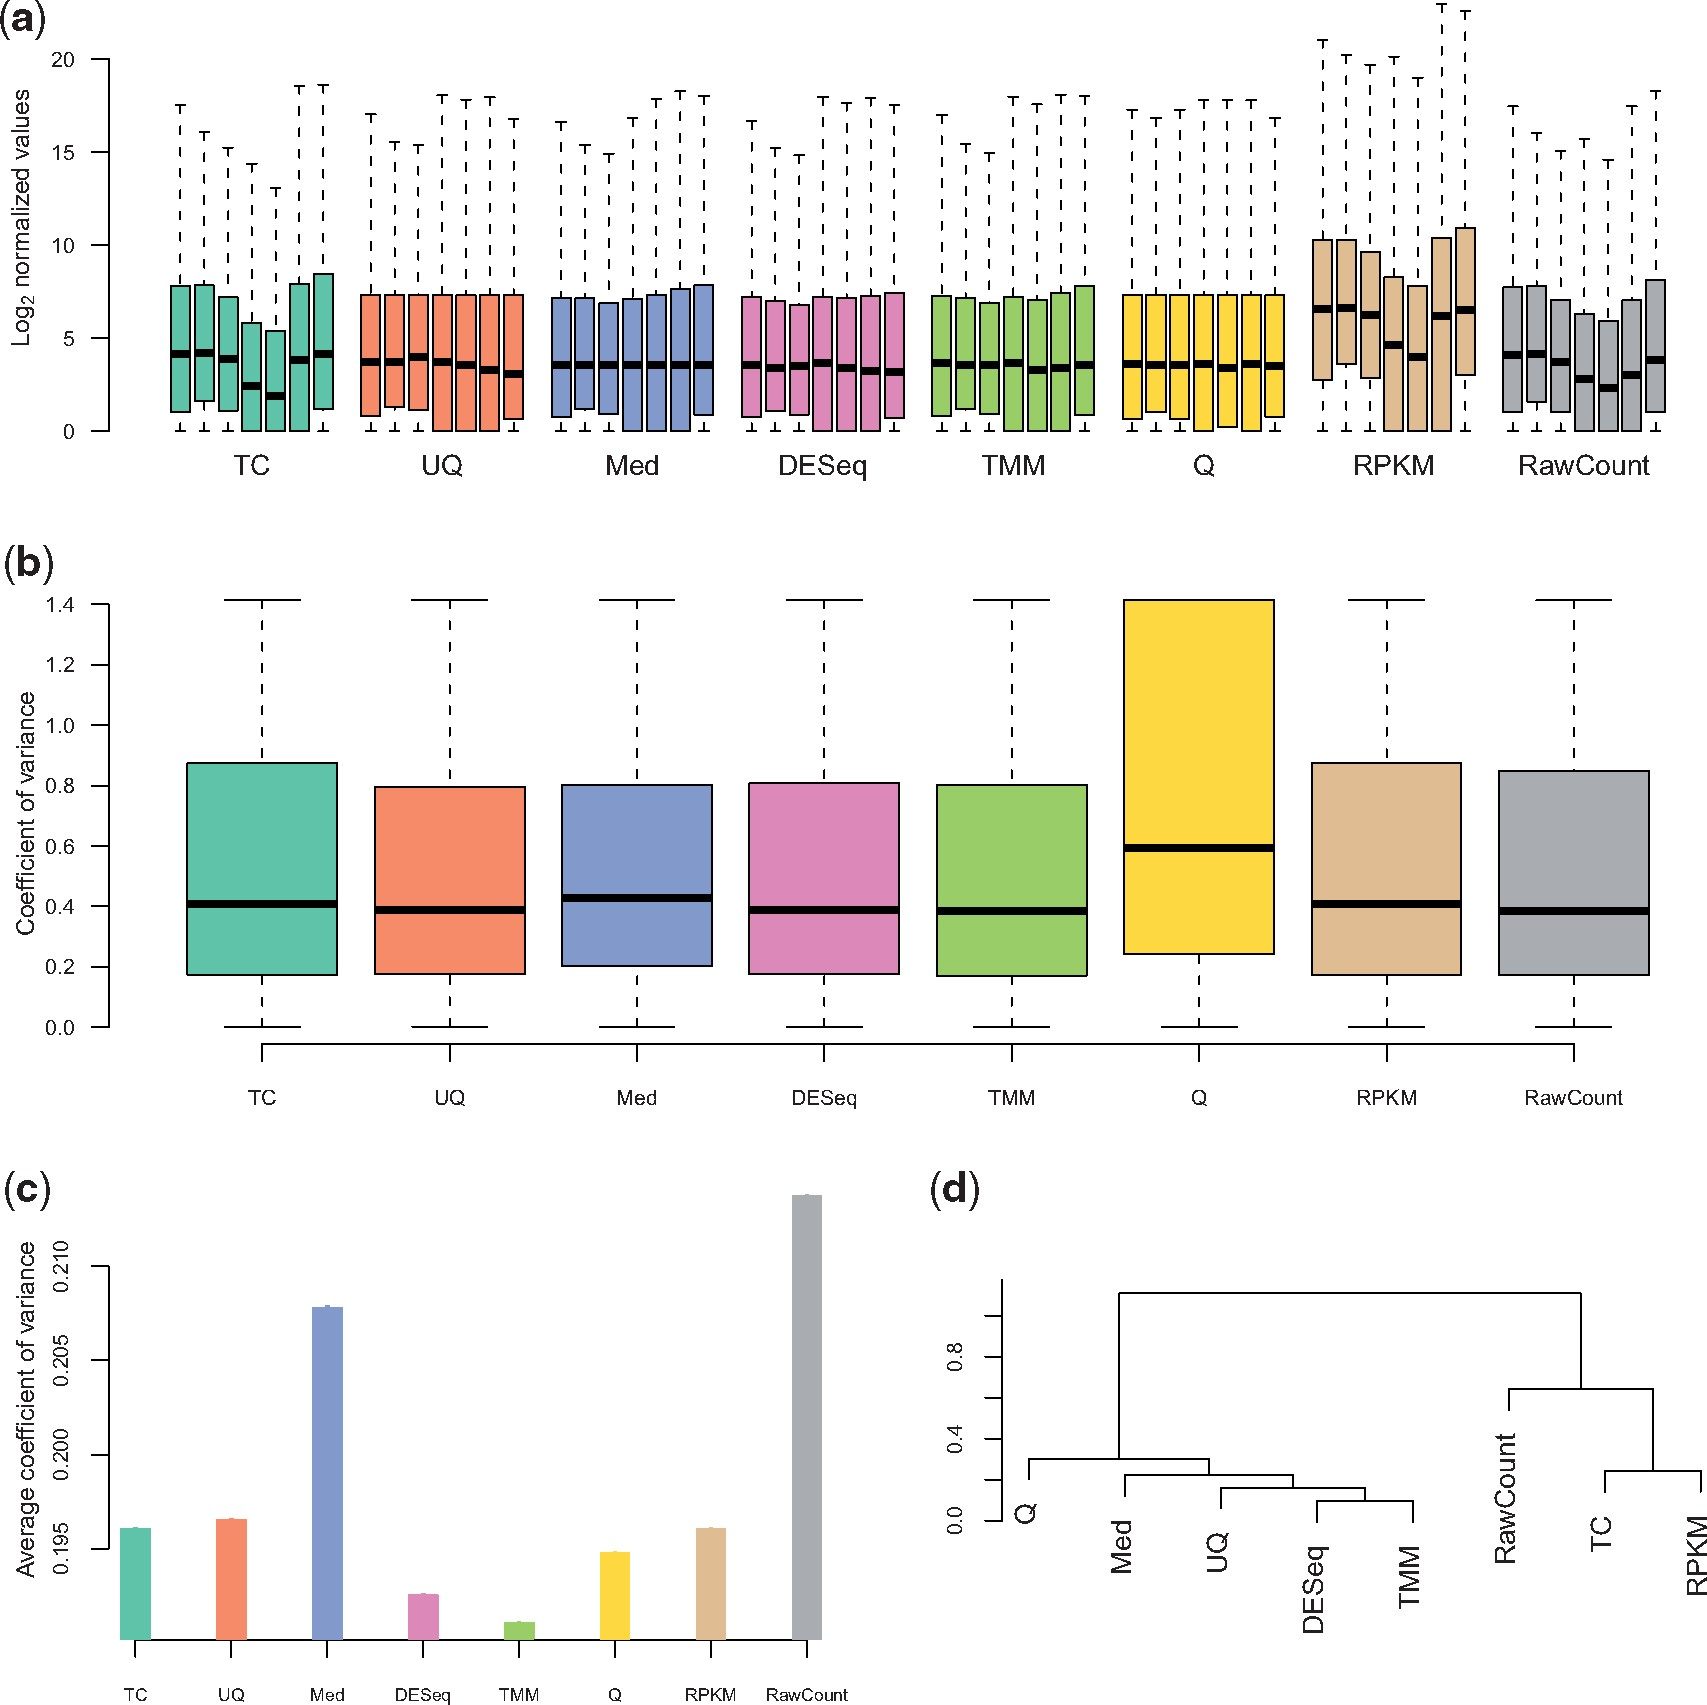 (a)
Log2 normalized values
20
15
10
5
0
TC UQ Med DESeq TMM Q RPKM RawCount
(b)
Coefficient of variance
1.4
1.2
1.0
0.8
0.6
0.4
0.2
0.0
TC UQ Med DESeq TMM Q RPKM RawCount
(c)
Average coefficient of variance
0.210
0.205
0.200
0.195
TC UQ Med DESeq TMM Q RPKM RawCount
(d)
0.8
0.4
0.0
Q
Med
UQ
DESeq
TMM
RawCount
TC
RPKM